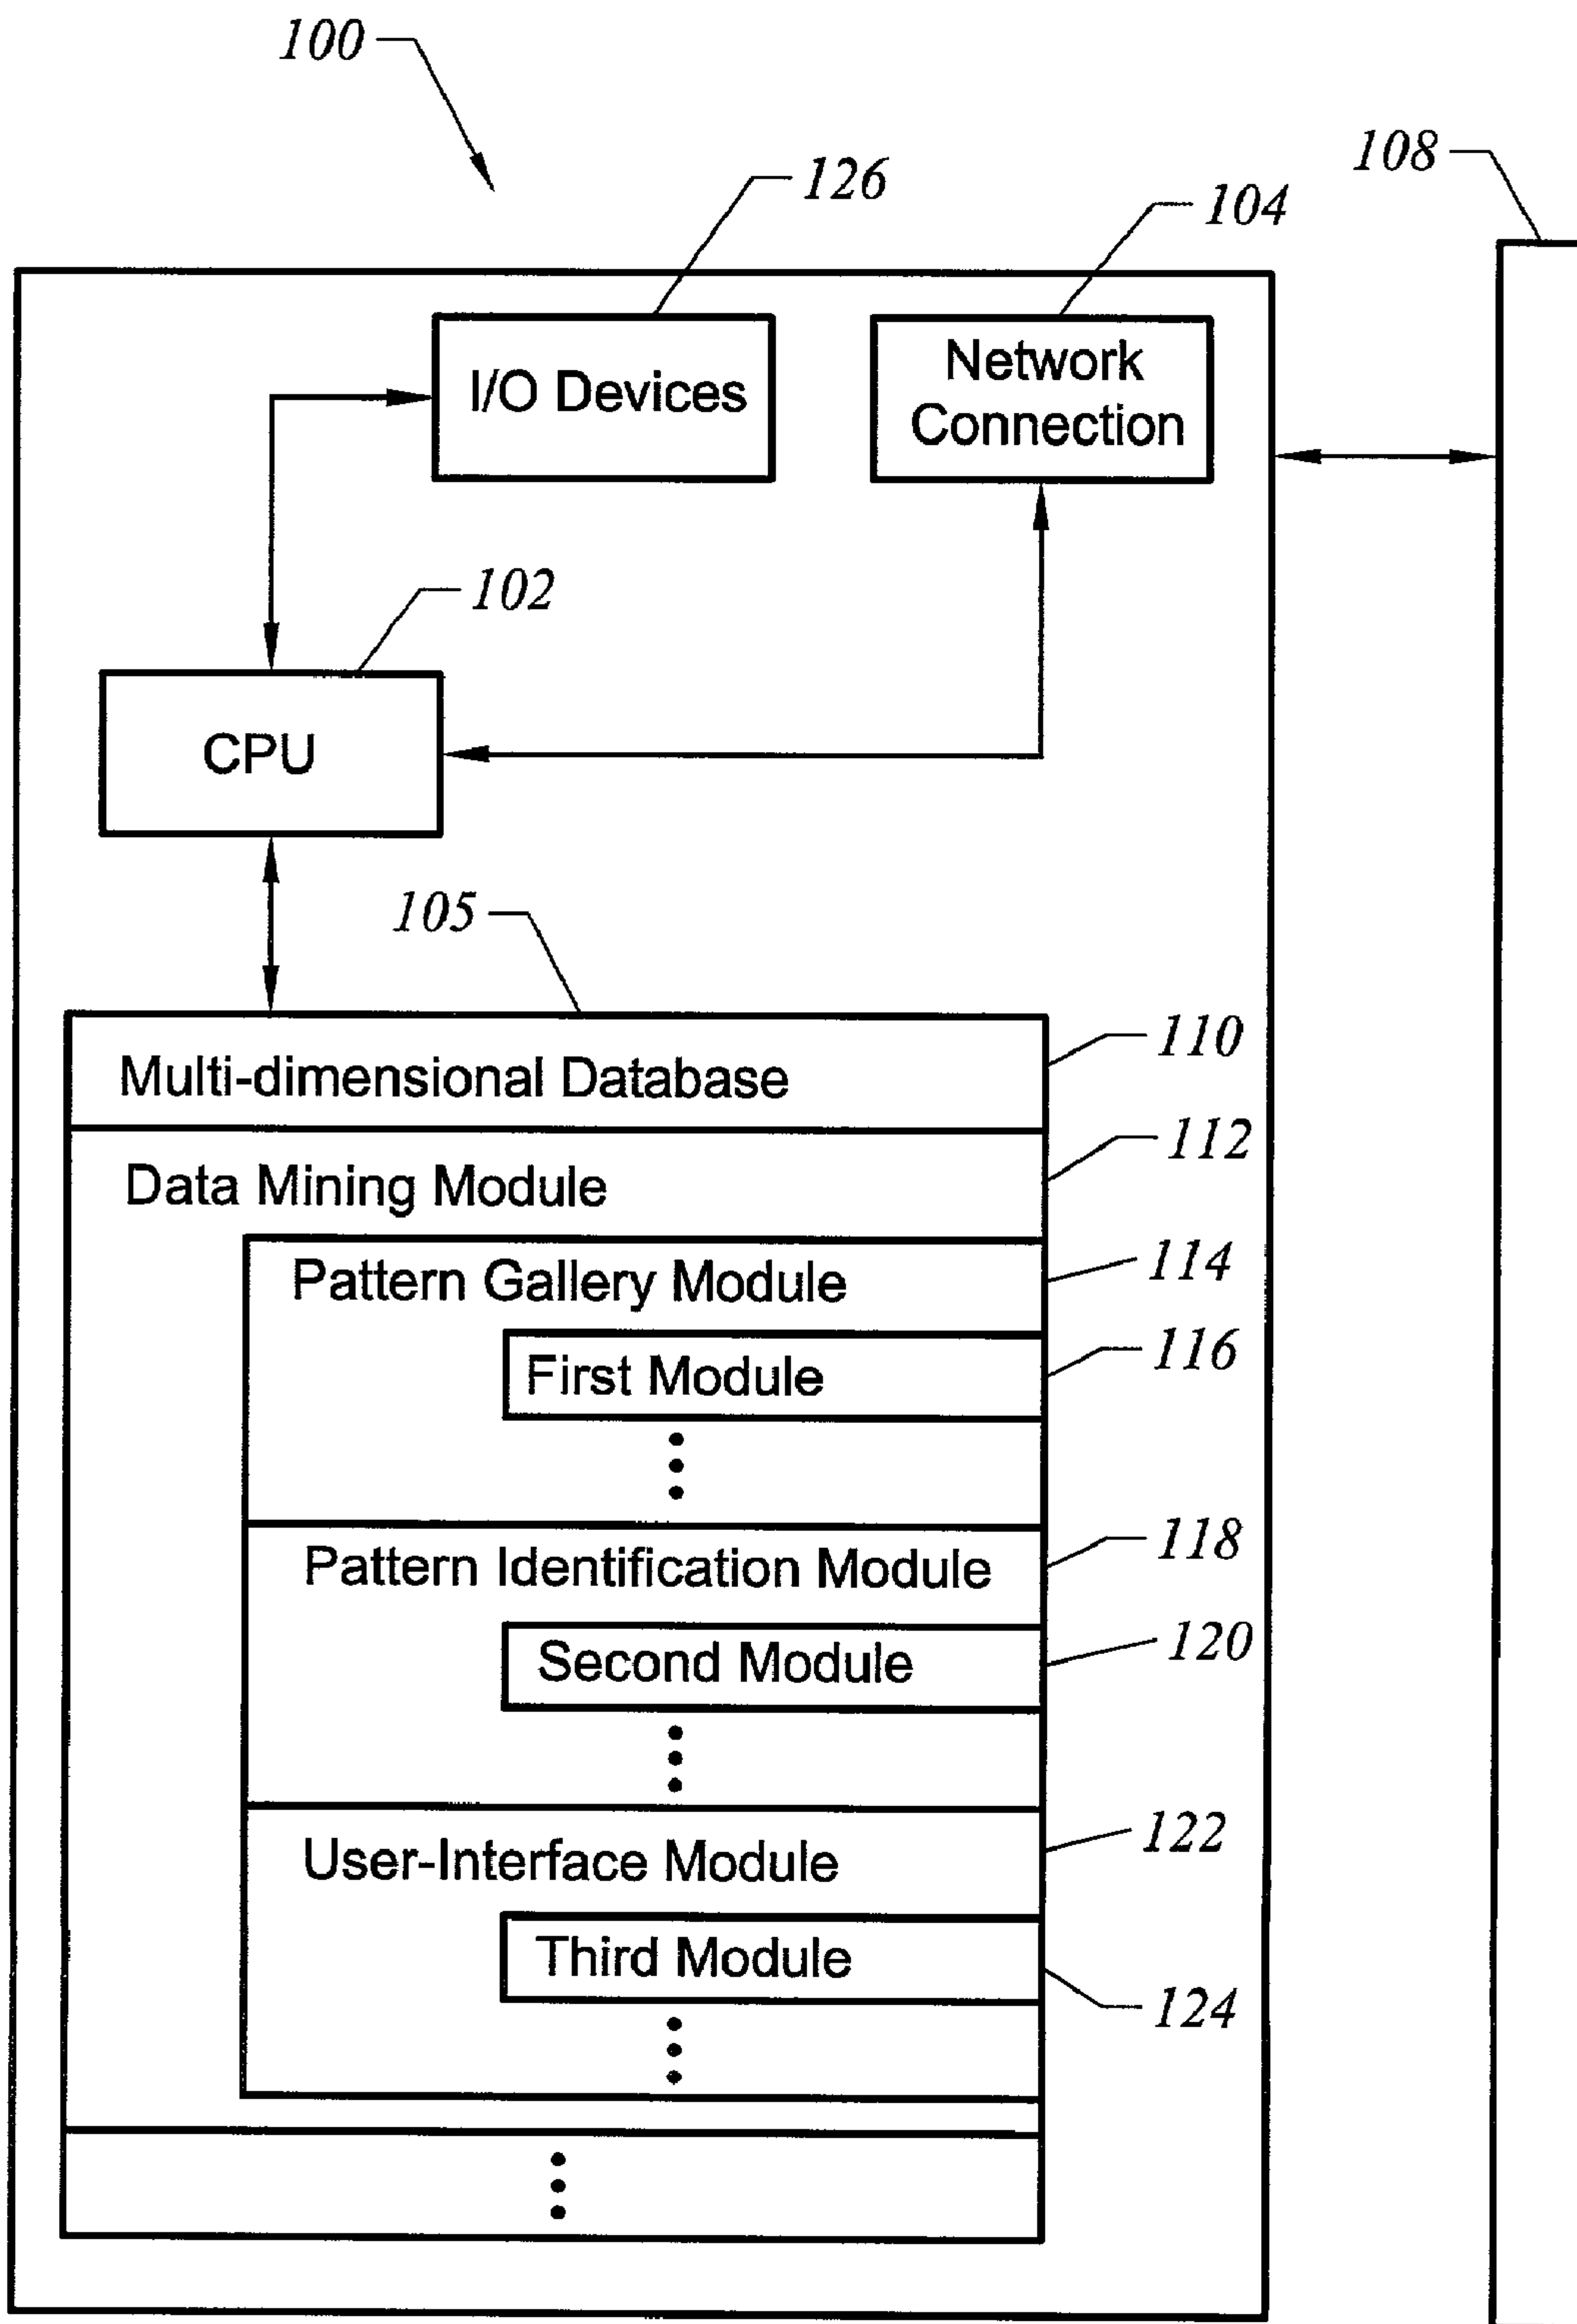 100
126
104
108
I/O Devices
Network
Connection
102
CPU
105
Multi-dimensional Database
110
Data Mining Module
112
Pattern Gallery Module
114
First Module
116
Pattern Identification Module
118
Second Module
120
User-Interface Module
122
Third Module
124